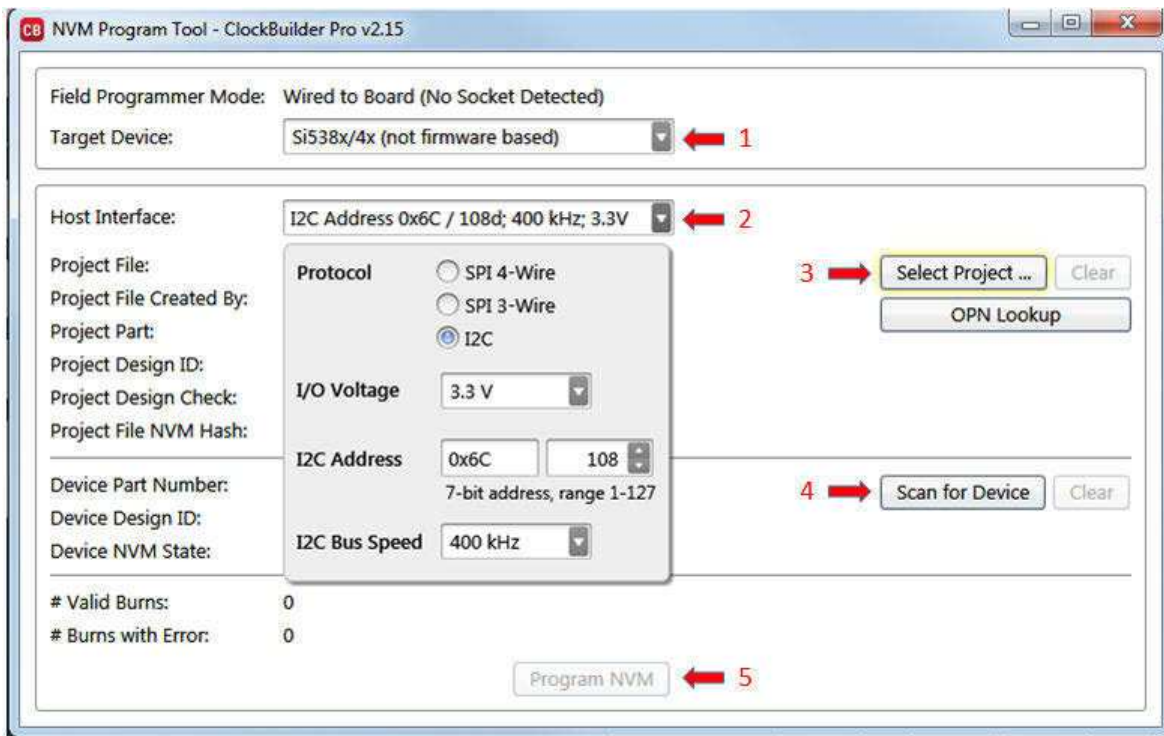 CB NVM Program Tool - ClockBuilder Pro v2.15
Field Programmer Mode: Wired to Board (No Socket Detected)
Target Device: Si538x/4x (not firmware based) 1
Host Interface: I2C Address 0x6C / 108d; 400 kHz; 3.3V 2
Project File: Protocol SPI 4-Wire 3 Select Project ... Clear
Project File Created By: SPI 3-Wire OPN Lookup
Project Part: I2C
Project Design ID:
Project Design Check: I/O Voltage 3.3 V
Project File NVM Hash:
I2C Address 0x6C 108
Device Part Number: 7-bit address, range 1-127 4 Scan for Device Clear
Device Design ID:
Device NVM State: I2C Bus Speed 400 kHz
# Valid Burns: 0
# Burns with Error: 0
Program NVM 5